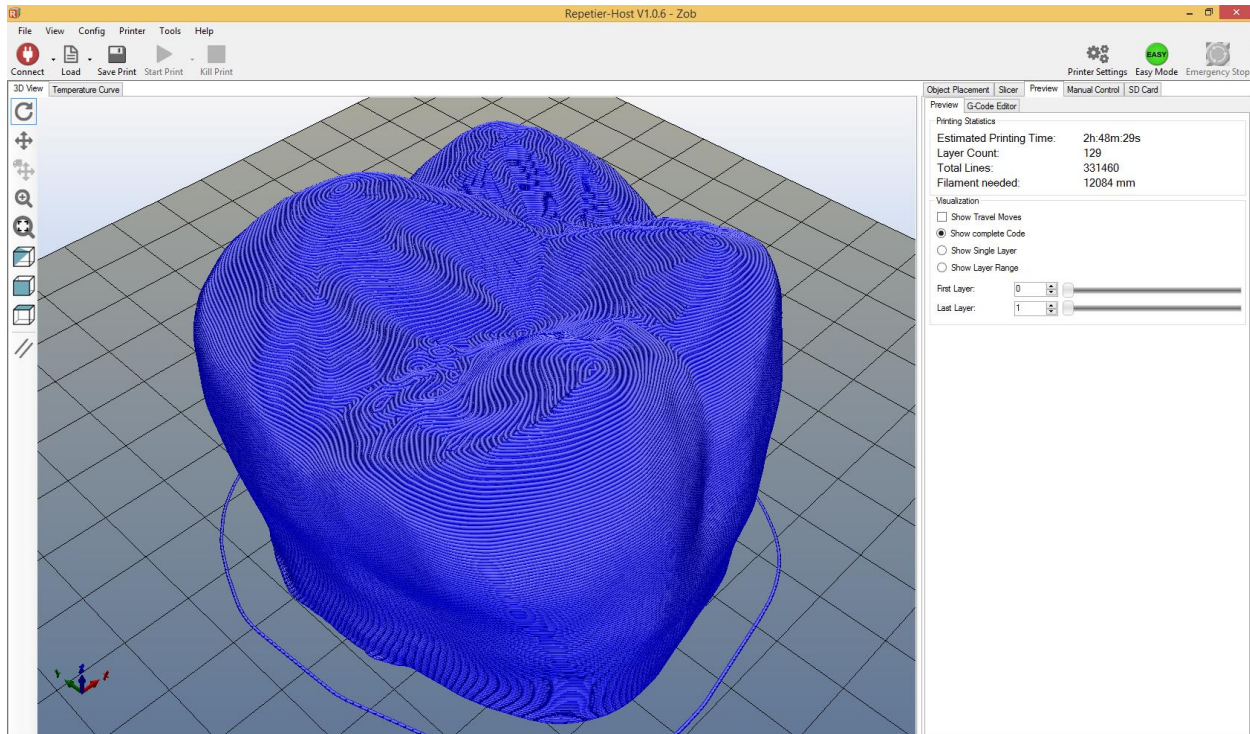 Repetier-Host V1.0.6 - Zob
File View Config Printer Tools Help
Connect Load Save Print Start Print Kill Print
Printer Settings Easy Mode Emergency Stop
EASY
3D View Temperature Curve
Object Placement Slicer Preview Manual Control SD Card
Preview G-Code Editor
Printing Statistics
Estimated Printing Time: 2h:48m:29s
Layer Count: 129
Total Lines: 331460
Filament needed: 12084 mm
Visualization
Show Travel Moves
Show complete Code
Show Single Layer
Show Layer Range
First Layer: 0
Last Layer: 1